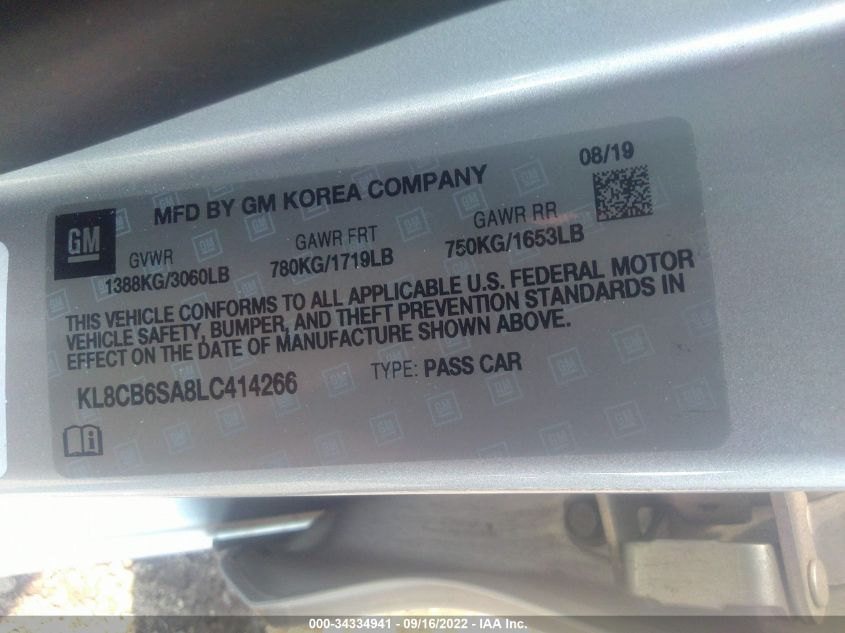 08/19
MFD BY GM KOREA COMPANY
GM
GVWR GAWR FRT GAWR RR
1388KG/3060LB 780KG/1719LB 750KG/1653LB
THIS VEHICLE CONFORMS TO ALL APPLICABLE U.S. FEDERAL MOTOR
VEHICLE SAFETY, BUMPER, AND THEFT PREVENTION STANDARDS IN
EFFECT ON THE DATE OF MANUFACTURE SHOWN ABOVE.
KL8CB6SA8LC414266 TYPE: PASS CAR
000-34334941 - 09/16/2022 - IAA Inc.